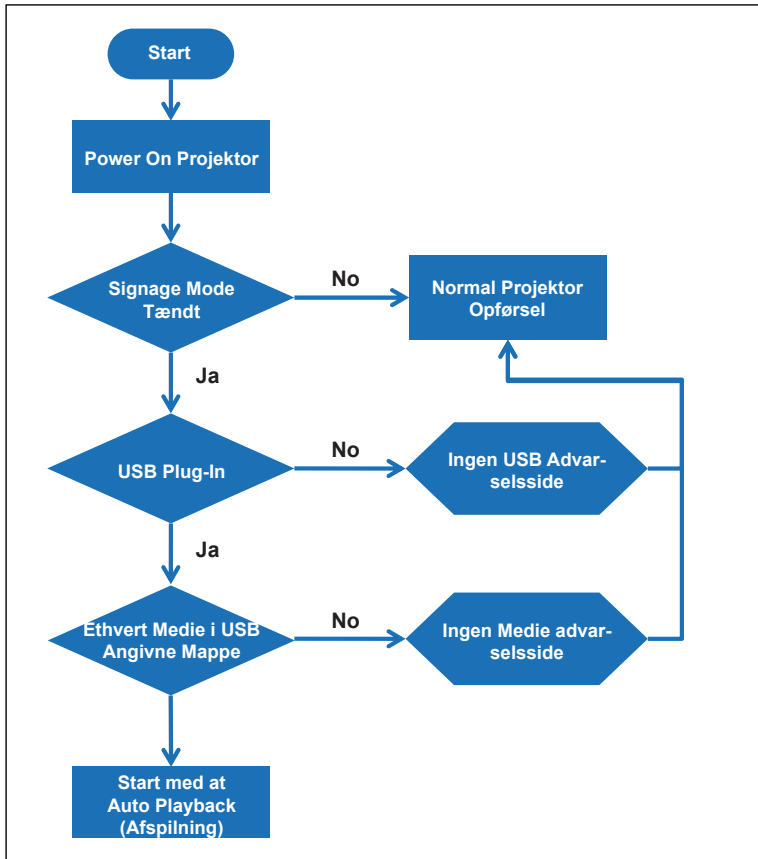 Start
Power On Projektor
Signage Mode
Tændt
No
Normal Projektor
Opførsel
Ja
USB Plug-In
No
Ingen USB Advar-
selsside
Ja
Ethvert Medie i USB
Angivne Mappe
No
Ingen Medie advar-
selsside
Start med at
Auto Playback
(Afspilning)